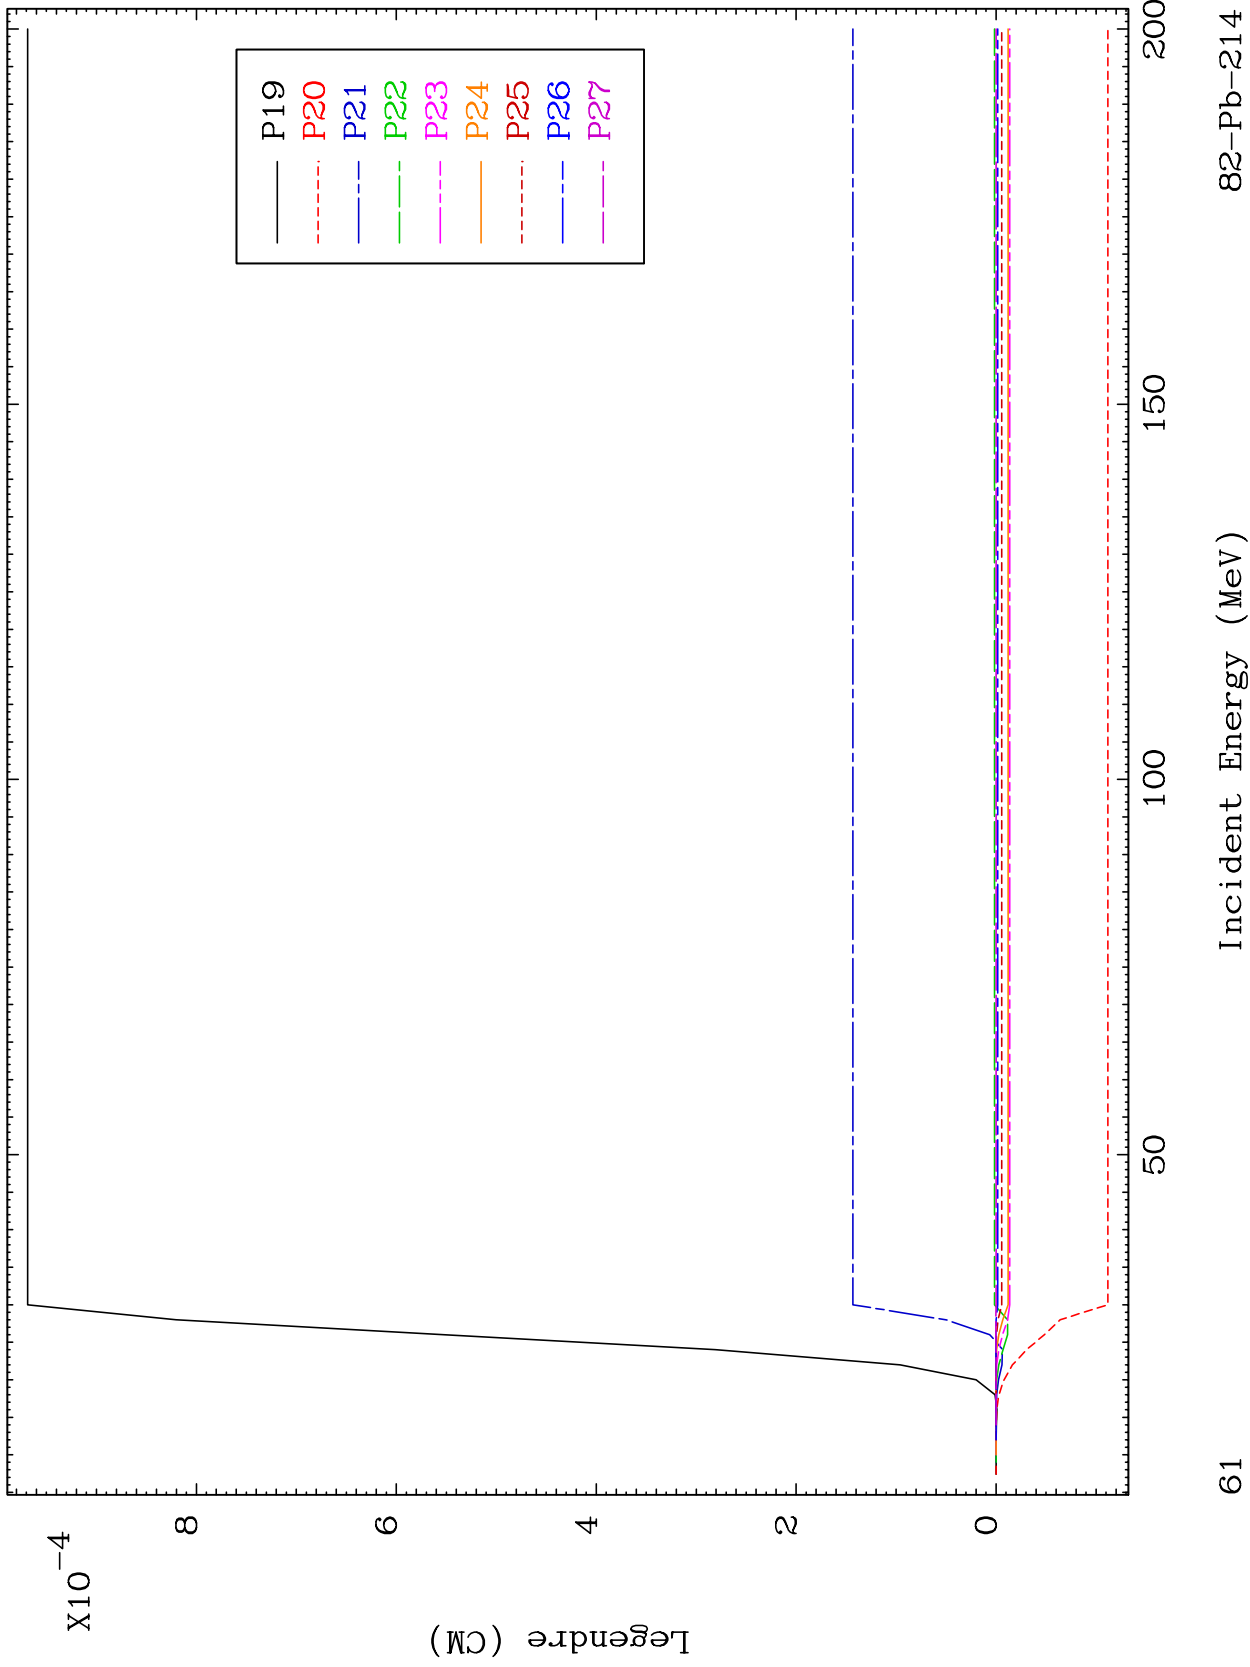 X10
-4
8
6
4
2
0
Legendre (CM)
P19
P20
P21
P22
P23
P24
P25
P26
P27
50
100
150
200
Incident Energy (MeV)
61
82-Pb-214